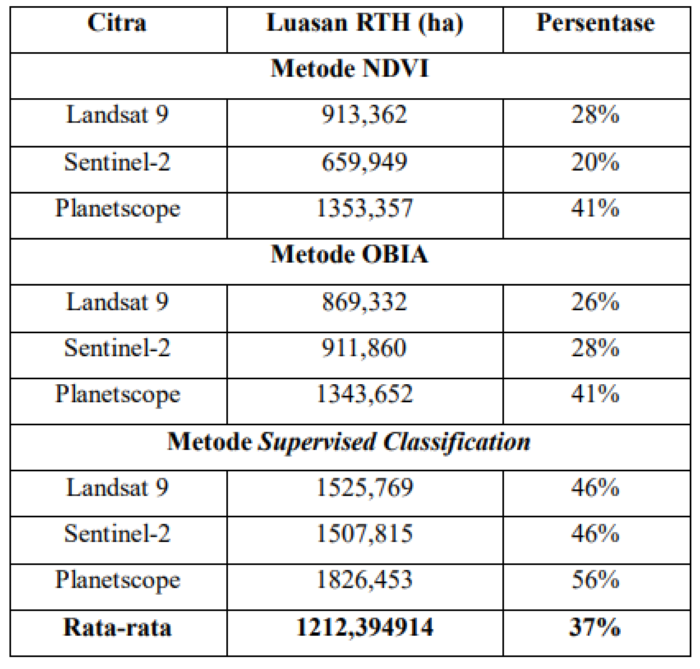 Citra Luasan RTH (ha) Persentase
Metode NDVI
Landsat 9 913,362 28%
Sentinel-2 659,949 20%
Planetscope 1353,357 41%
Metode OBIA
Landsat 9 869,332 26%
Sentinel-2 911,860 28%
Planetscope 1343,652 41%
Metode Supervised Classification
Landsat 9 1525,769 46%
Sentinel-2 1507,815 46%
Planetscope 1826,453 56%
Rata-rata 1212,394914 37%